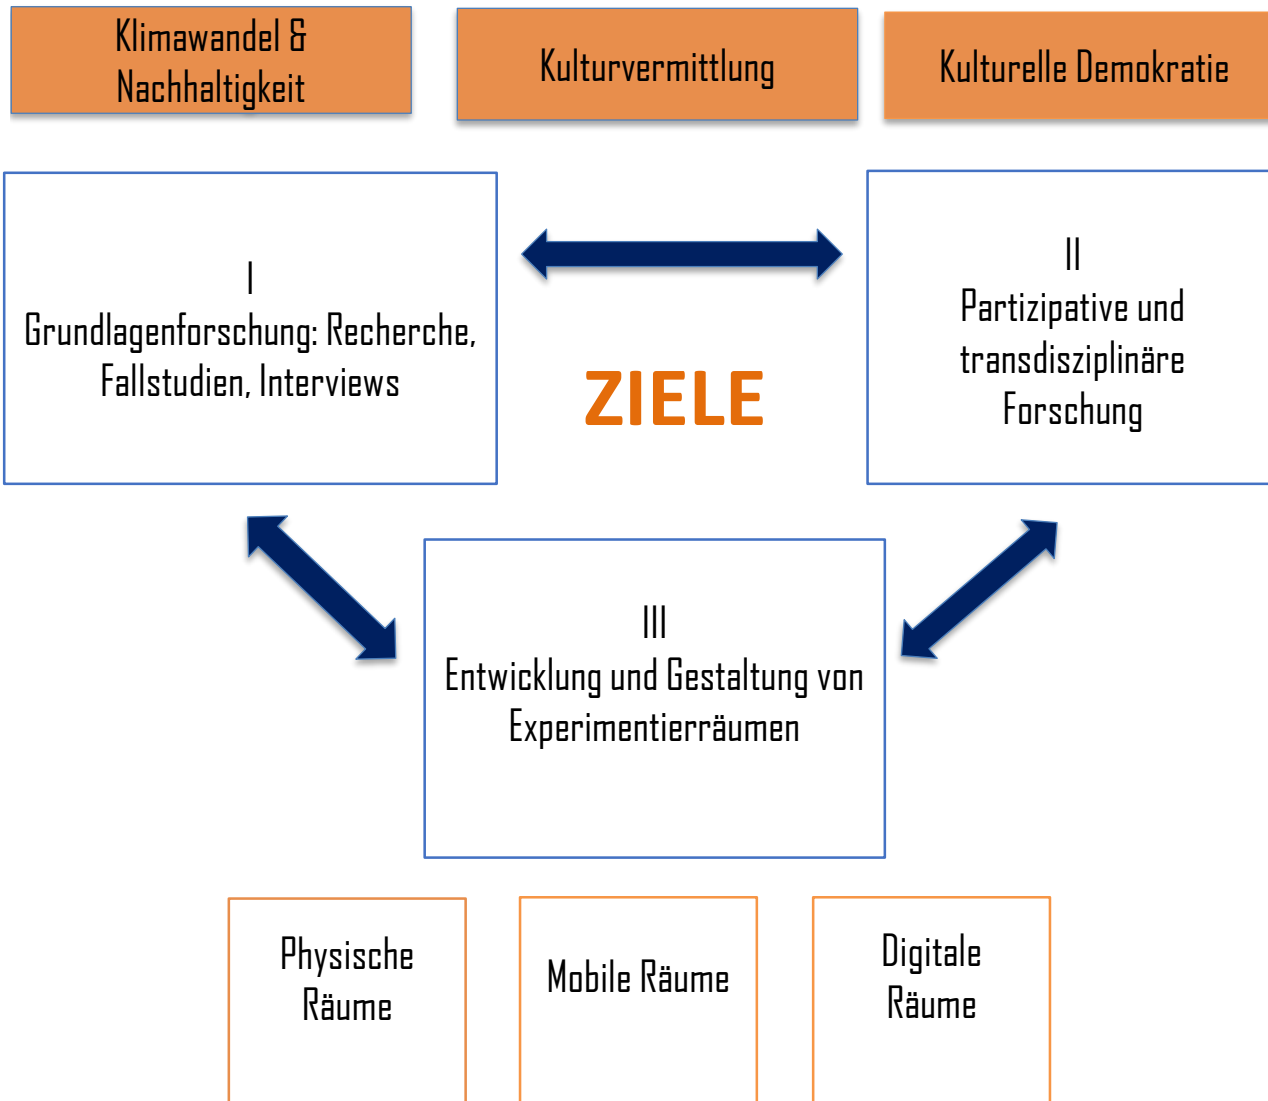 Klimawandel &
Nachhaltigkeit
Kulturvermittlung
Kulturelle Demokratie
I
Grundlagenforschung: Recherche,
Fallstudien, Interviews
II
Partizipative und
transdisziplinäre
Forschung
ZIELE
III
Entwicklung und Gestaltung von
Experimentierräumen
Physische
Räume
Mobile Räume
Digitale
Räume